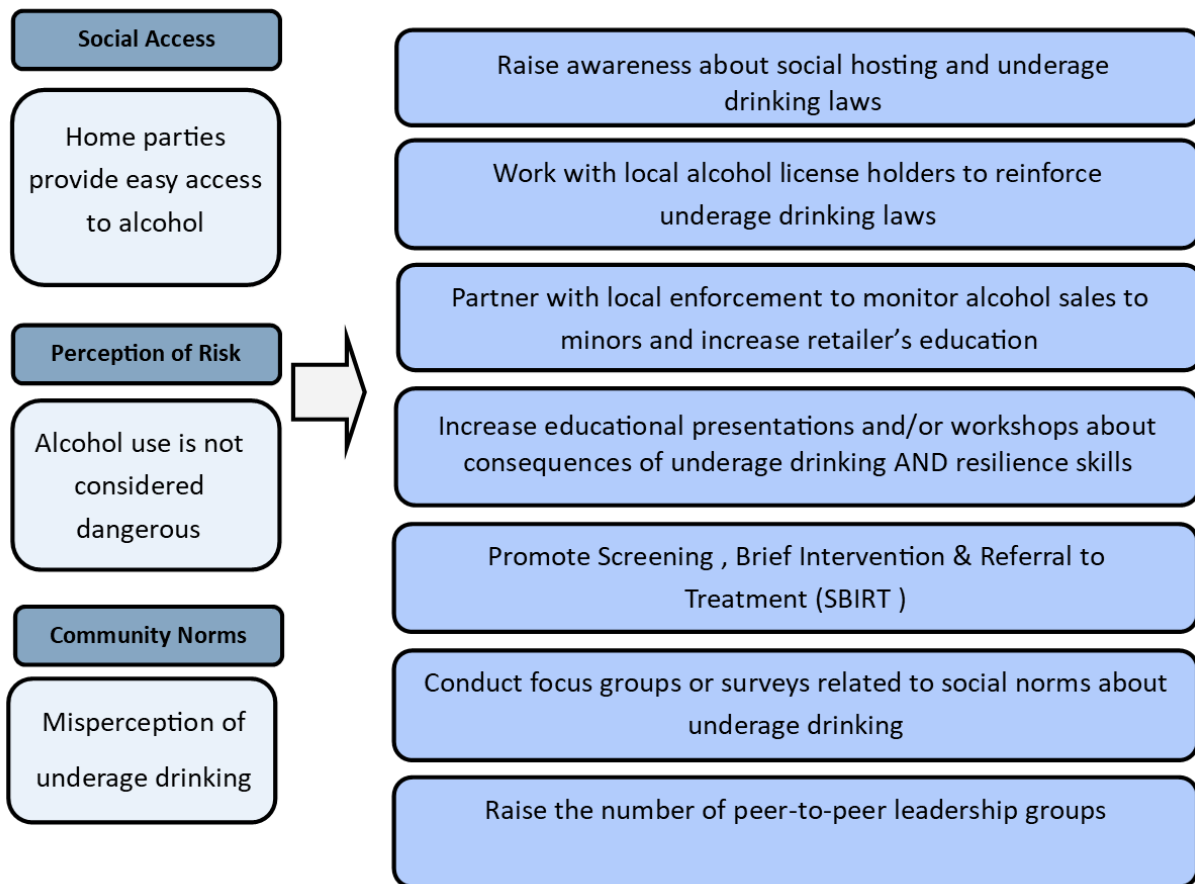 Social Access
Home parties
provide easy access
to alcohol
Perception of Risk
Alcohol use is not
considered
dangerous
Community Norms
Misperception of
underage drinking
Raise awareness about social hosting and underage
drinking laws
Work with local alcohol license holders to reinforce
underage drinking laws
Partner with local enforcement to monitor alcohol sales to
minors and increase retailer’s education
Increase educational presentations and/or workshops about
consequences of underage drinking AND resilience skills
Promote Screening , Brief Intervention & Referral to
Treatment (SBIRT )
Conduct focus groups or surveys related to social norms about
underage drinking
Raise the number of peer-to-peer leadership groups